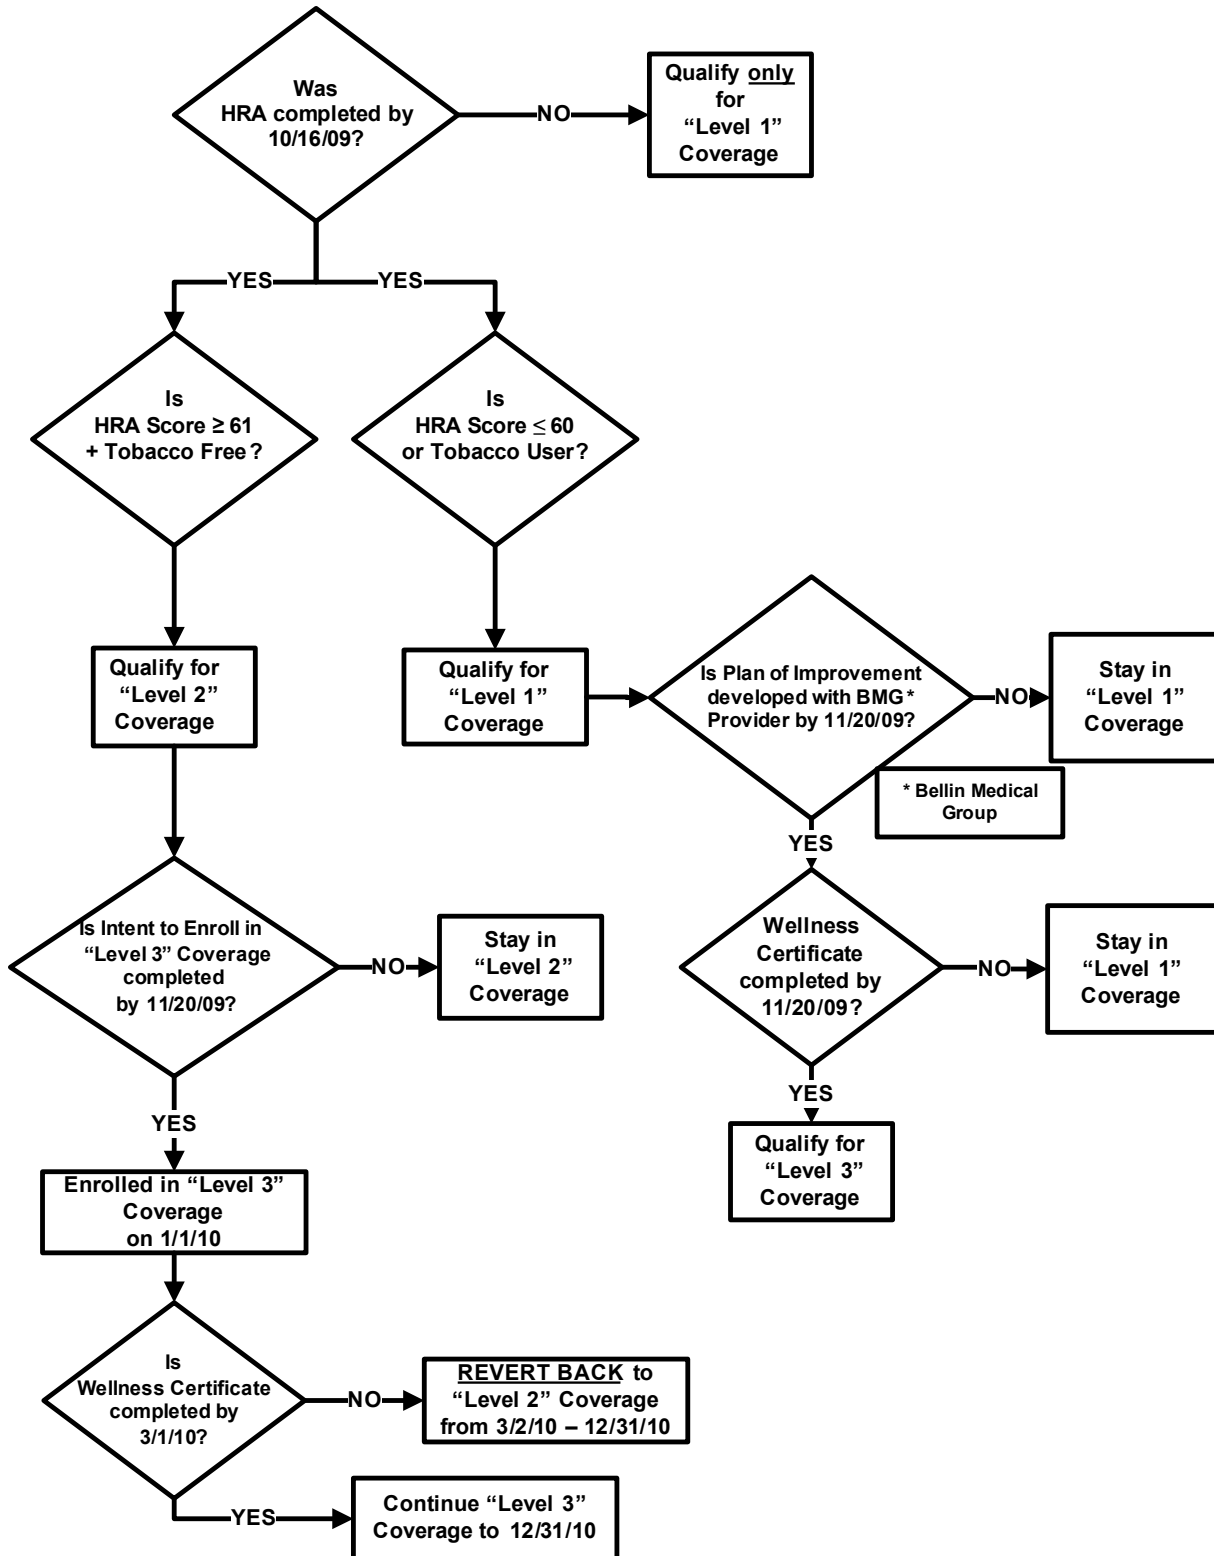 Was
HRA completed by
10/16/09?
NO
Qualify only
for
“Level 1”
Coverage
YES
YES
Is
HRA Score ≥ 61
+ Tobacco Free?
Is
HRA Score ≤ 60
or Tobacco User?
Qualify for
“Level 2”
Coverage
Qualify for
“Level 1”
Coverage
Is Plan of Improvement
developed with BMG*
Provider by 11/20/09?
NO
Stay in
“Level 1”
Coverage
* Bellin Medical
Group
YES
Is Intent to Enroll in
“Level 3” Coverage
completed
by 11/20/09?
NO
Stay in
“Level 2”
Coverage
Wellness
Certificate
completed by
11/20/09?
NO
Stay in
“Level 1”
Coverage
YES
YES
Qualify for
“Level 3”
Coverage
Enrolled in “Level 3”
Coverage
on 1/1/10
Is
Wellness Certificate
completed by
3/1/10?
NO
REVERT BACK to
“Level 2” Coverage
from 3/2/10 – 12/31/10
YES
Continue “Level 3”
Coverage to 12/31/10